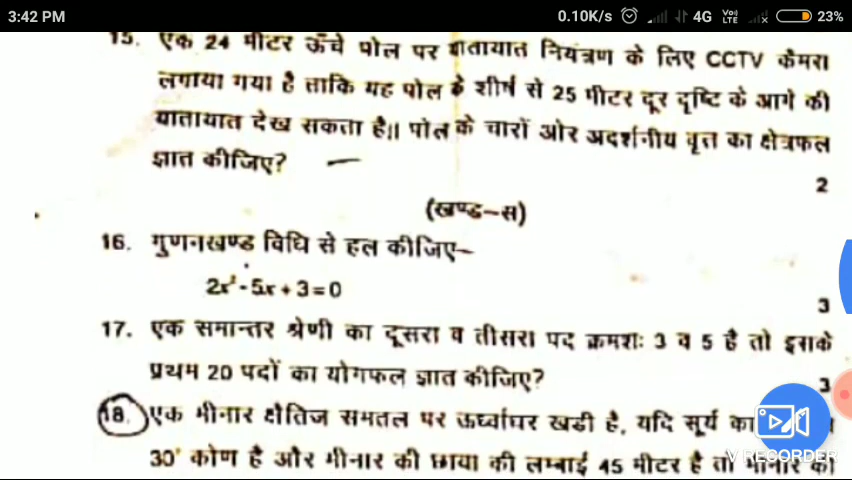 3:42 PM 0.10K/s 4G VoLTE 23%
15. एक 24 मीटर ऊँचे पोल पर यातायात नियंत्रण के लिए CCTV कैमरा
लगाया गया है ताकि यह पोल के शीर्ष से 25 मीटर दूर दृष्टि के आगे की
यातायात देख सकता है।। पोल के चारों ओर अदर्शनीय वृत्त का क्षेत्रफल
ज्ञात कीजिए?
2
(खण्ड-स)
16. गुणनखण्ड विधि से हल कीजिए-
2x² - 5x + 3 = 0
3
17. एक समान्तर श्रेणी का दूसरा व तीसरा पद क्रमशः 3 व 5 है तो इसके
प्रथम 20 पदों का योगफल ज्ञात कीजिए?
3
18. एक मीनार क्षैतिज समतल पर ऊर्ध्वाधर खडी है, यदि सूर्य का
30° कोण है और मीनार की छाया की लम्बाई 45 मीटर है तो मीनार की
V RECORDER